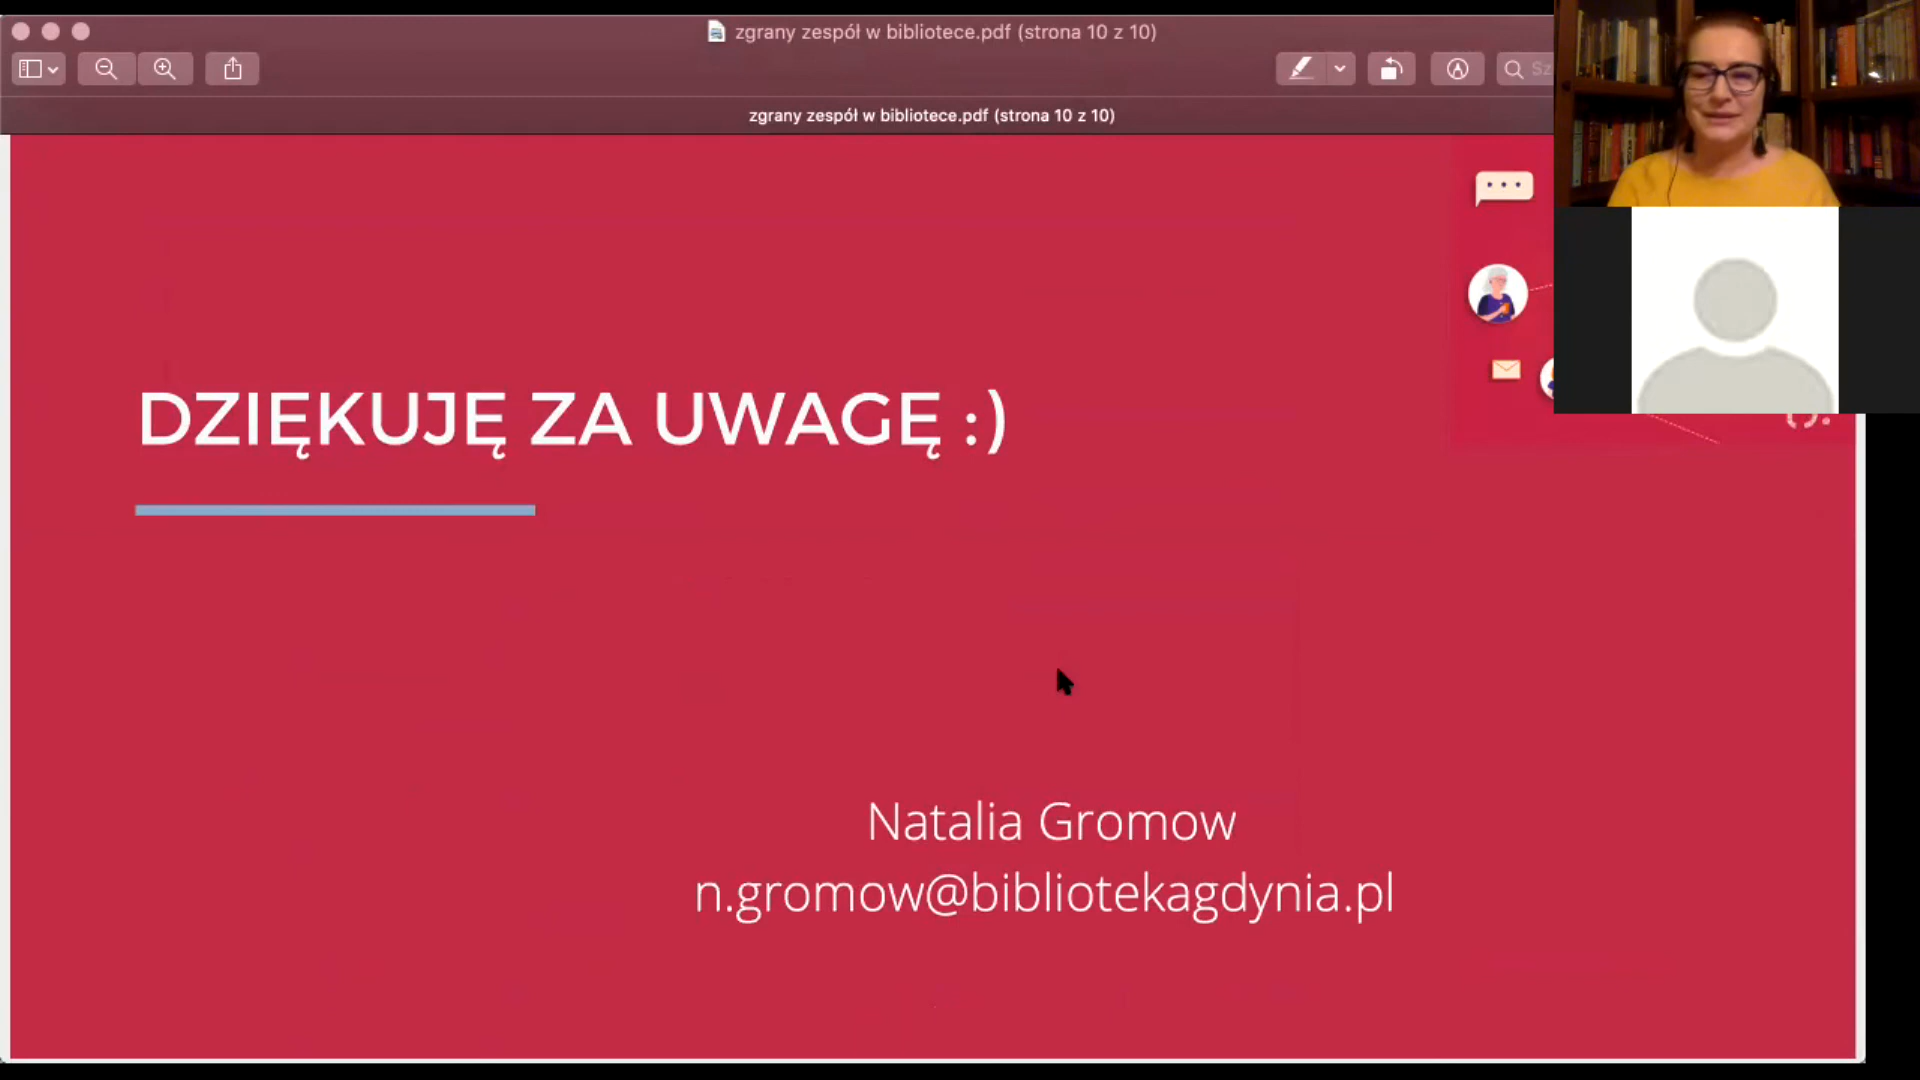 zgrany zespół w bibliotece.pdf (strona 10 z 10)
zgrany zespół w bibliotece.pdf (strona 10 z 10)
DZIĘKUJĘ ZA UWAGĘ :)
Natalia Gromow
n.gromow@bibliotekagdynia.pl